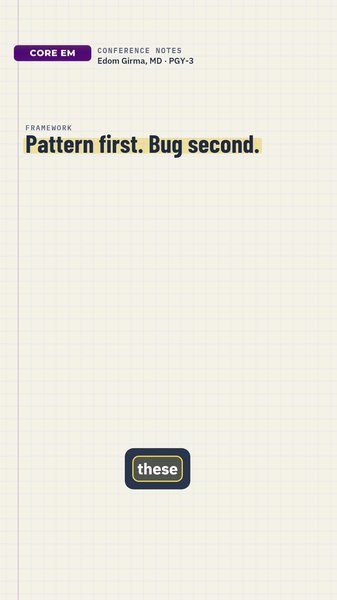 CORE EM
CONFERENCE NOTES
Edom Girma, MD · PGY-3
FRAMEWORK
Pattern first. Bug second.
these